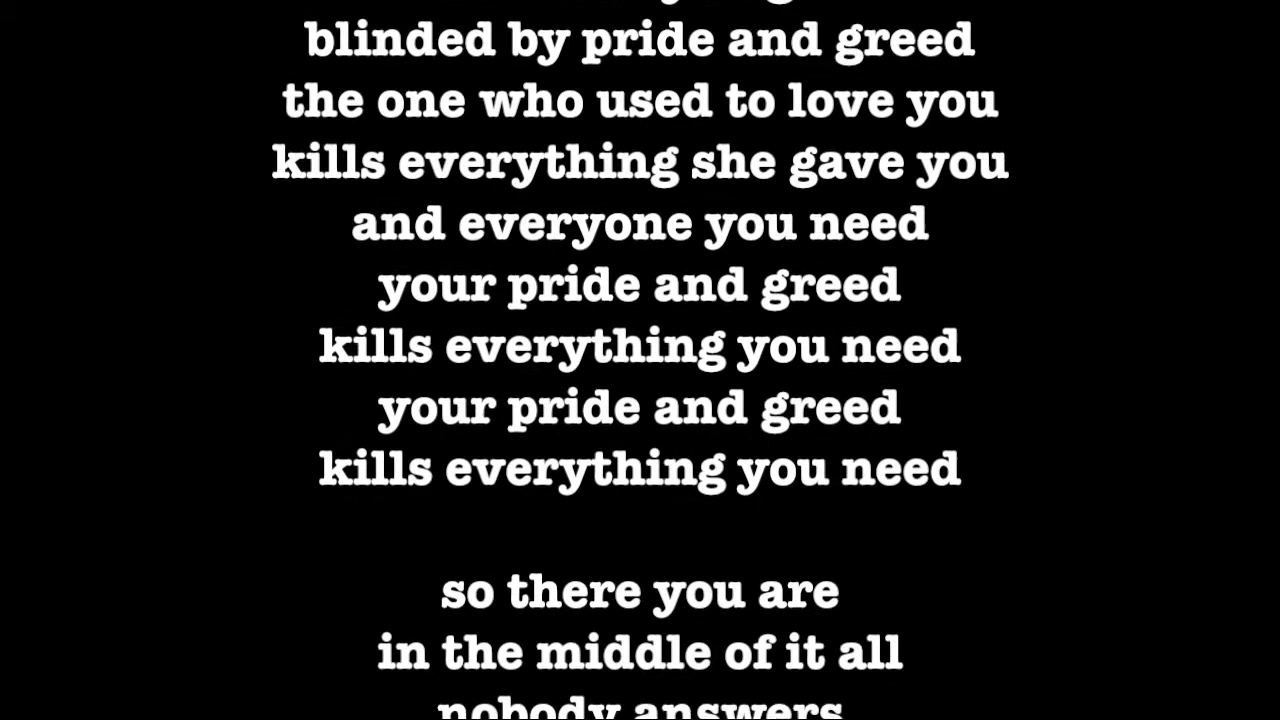 blinded by pride and greed
the one who used to love you
kills everything she gave you
and everyone you need
your pride and greed
kills everything you need
your pride and greed
kills everything you need
so there you are
in the middle of it all
nobody answers